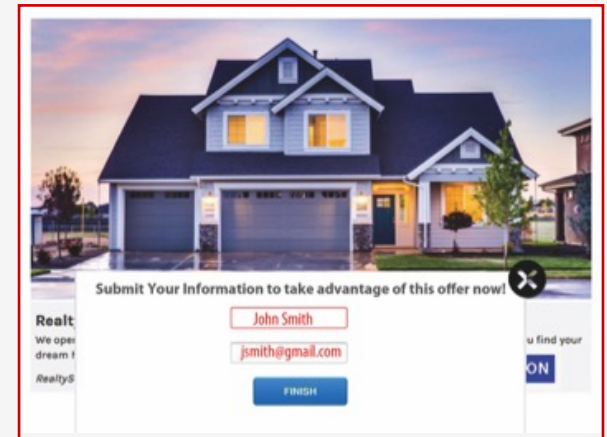 Submit Your Information to take advantage of this offer now!
John Smith
Realt
We oper
u find your
jsmith@gmail.com
dream h
ON
RealtyS
FINISH